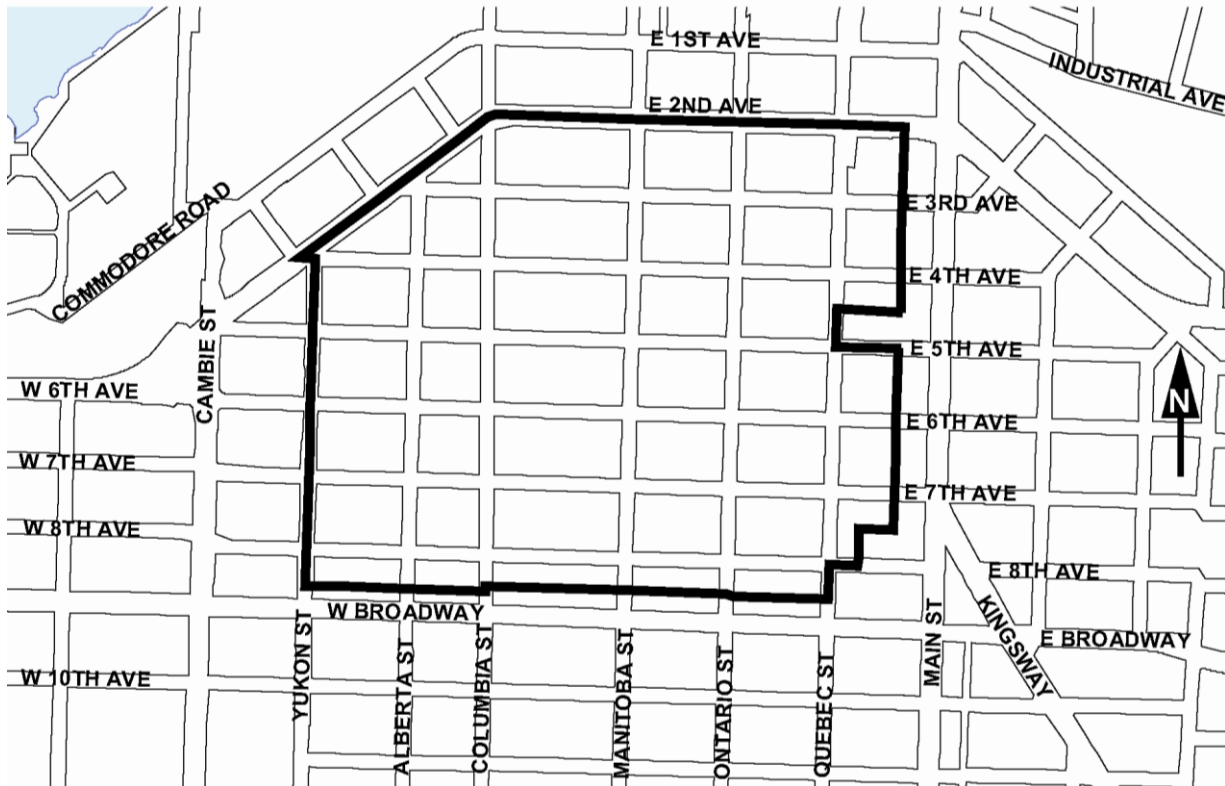 E 1ST AVE
INDUSTRIAL AVE
E 2ND AVE
COMMODORE ROAD
E 3RD AVE
E 4TH AVE
CAMBIE ST
E 5TH AVE
W 6TH AVE
N
E 6TH AVE
W 7TH AVE
E 7TH AVE
W 8TH AVE
E 8TH AVE
W BROADWAY
YUKON ST
ALBERTA ST
COLUMBIA ST
MANITOBA ST
ONTARIO ST
QUEBEC ST
MAIN ST
KINGSWAY
E BROADWAY
W 10TH AVE